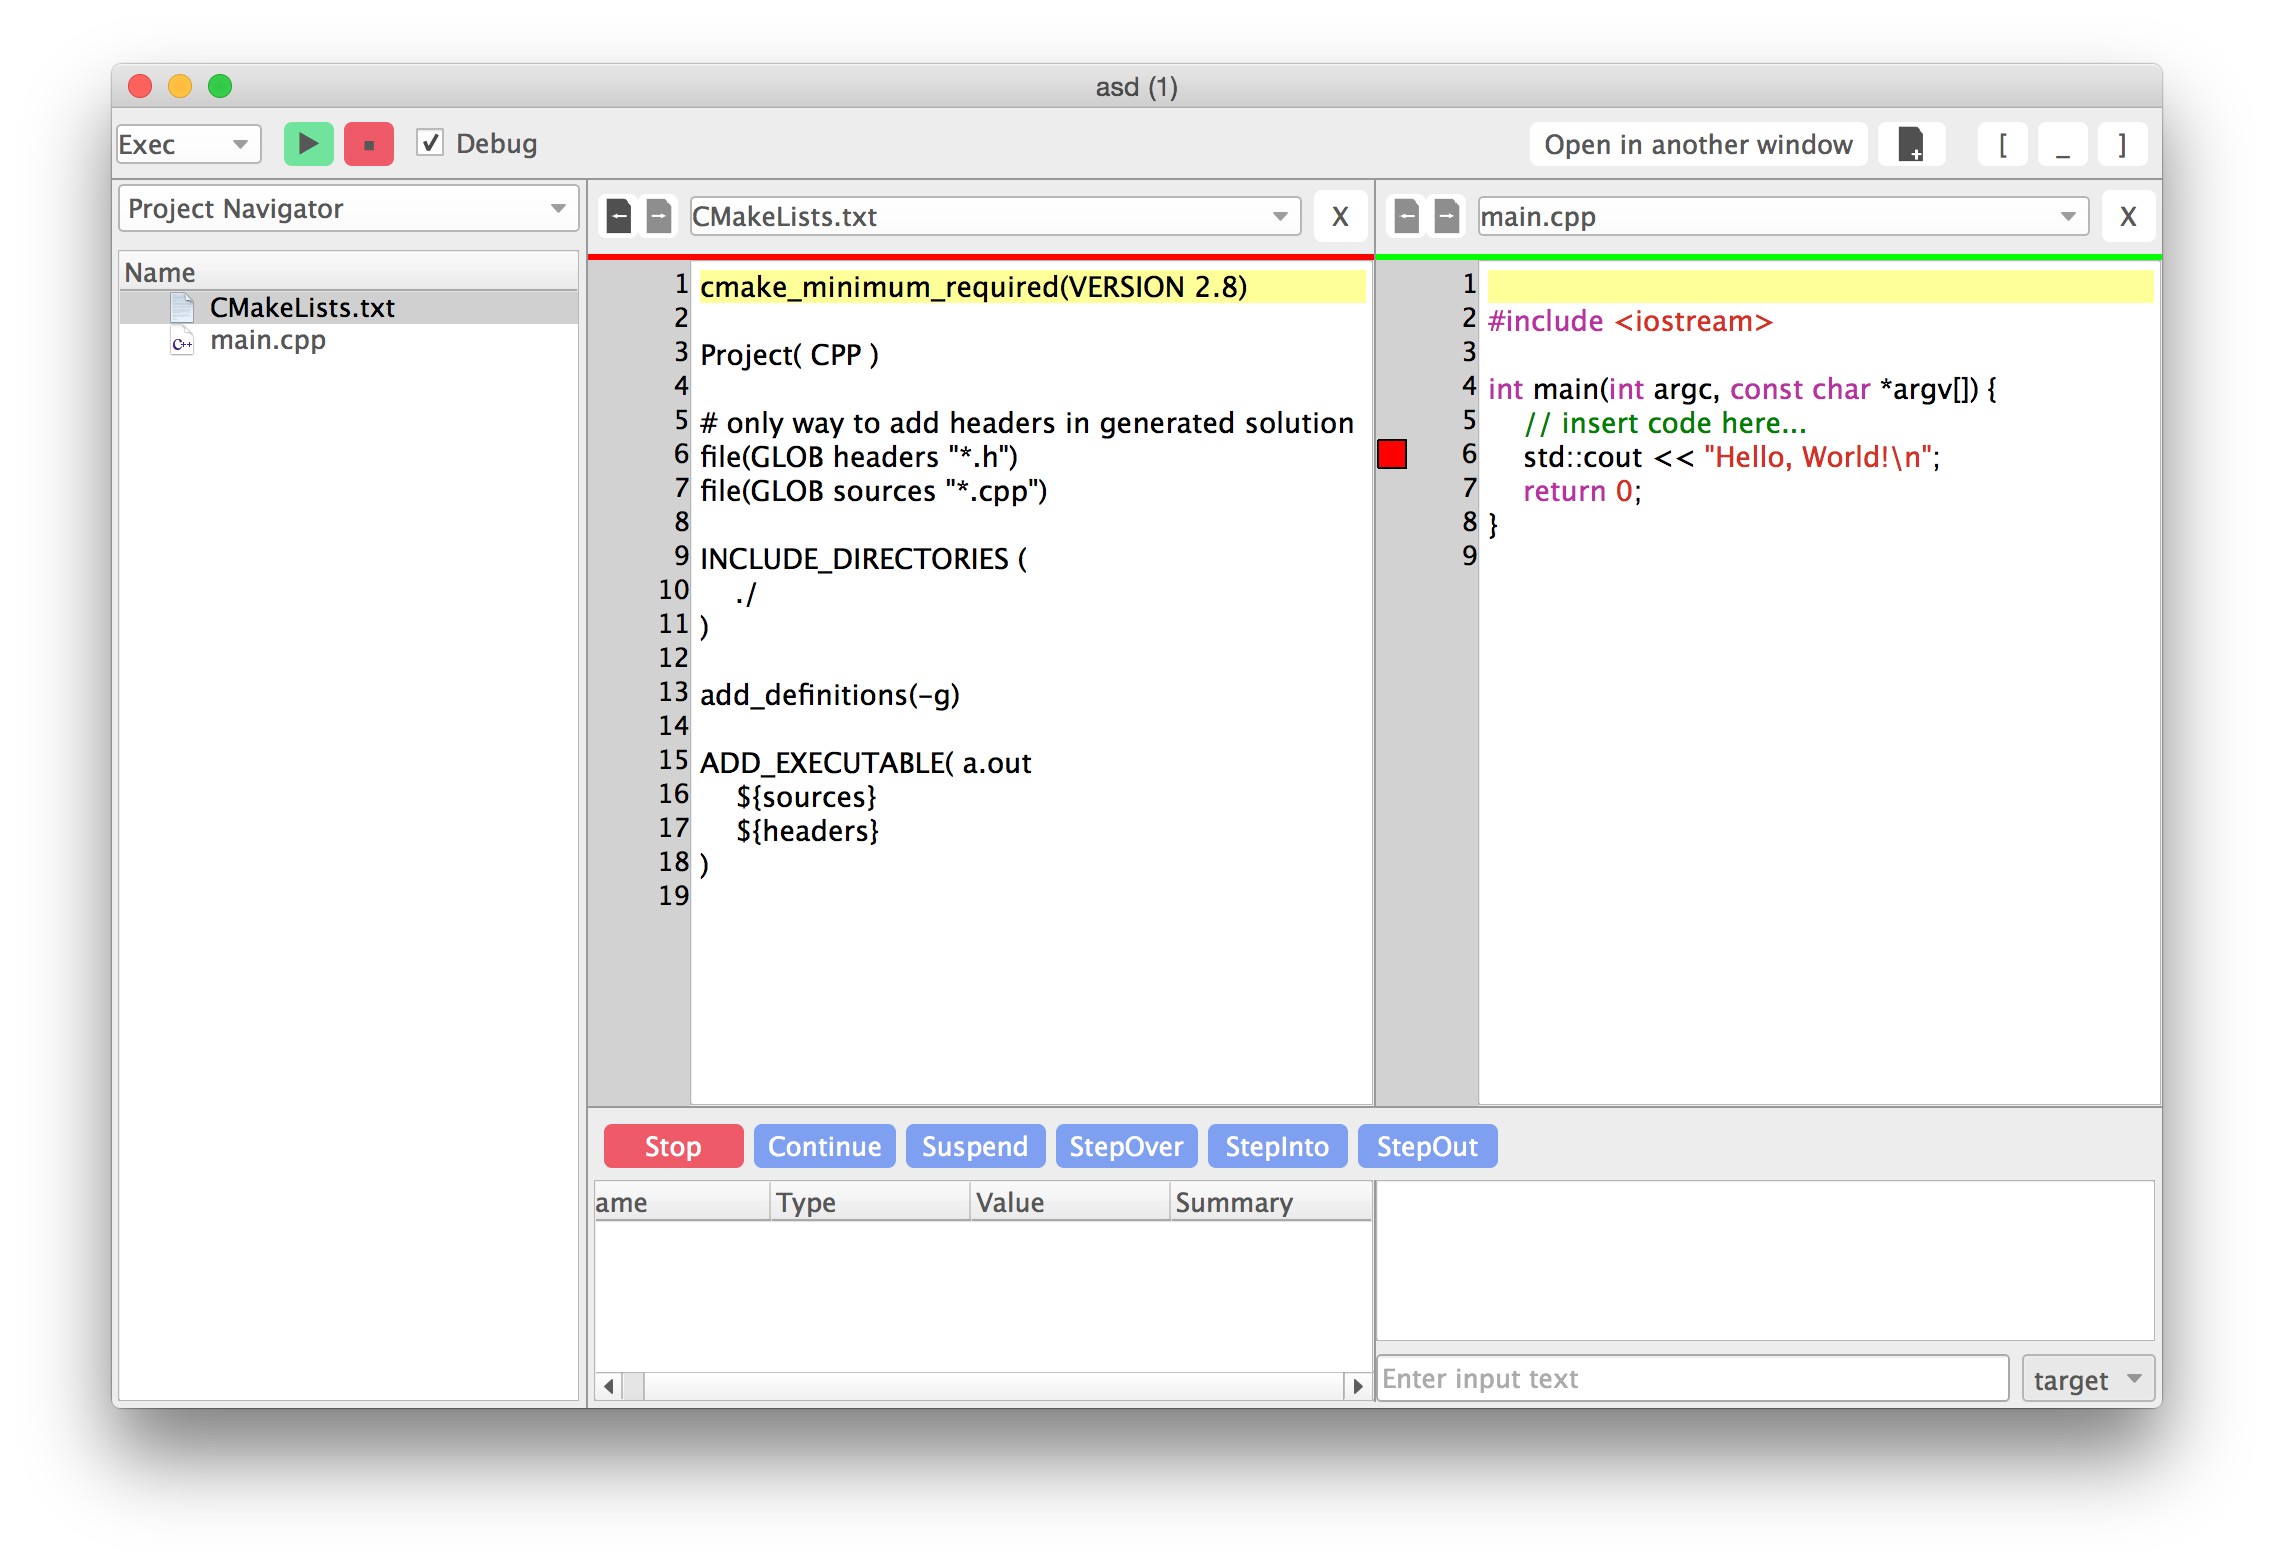 asd (1)
Exec
Debug
Open in another window
[
_
]
Project Navigator
Name
CMakeLists.txt
main.cpp
CMakeLists.txt
X
1 cmake_minimum_required(VERSION 2.8)
2
3 Project( CPP )
4
5 # only way to add headers in generated solution
6 file(GLOB headers "*.h")
7 file(GLOB sources "*.cpp")
8
9 INCLUDE_DIRECTORIES (
10 ./
11 )
12
13 add_definitions(-g)
14
15 ADD_EXECUTABLE( a.out
16 ${sources}
17 ${headers}
18 )
19
main.cpp
X
1
2 #include <iostream>
3
4 int main(int argc, const char *argv[]) {
5 // insert code here...
6 std::cout << "Hello, World!\n";
7 return 0;
8 }
9
Stop
Continue
Suspend
StepOver
StepInto
StepOut
ame
Type
Value
Summary
Enter input text
target